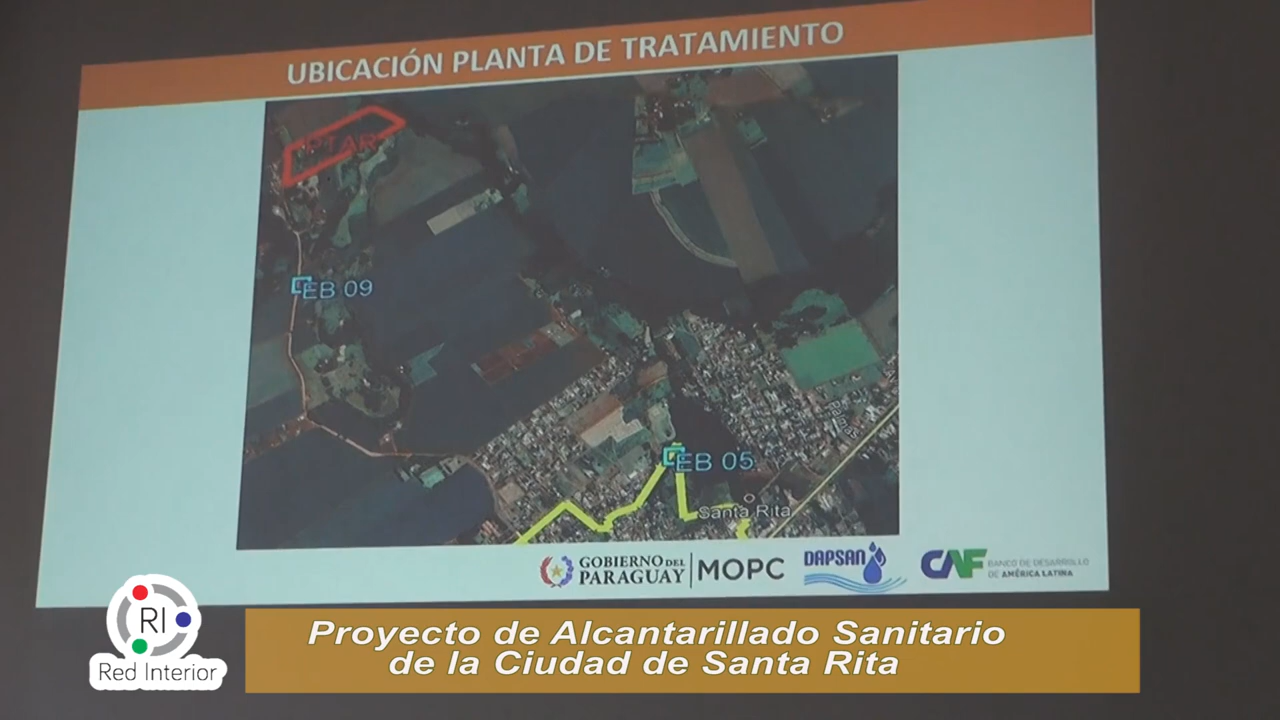 UBICACIÓN PLANTA DE TRATAMIENTO
PTAR
EB 09
Palmas
EB 05
Santa Rita
GOBIERNO DEL
PARAGUAY
MOPC
DAPSAN
CAF
BANCO DE DESARROLLO
DE AMÉRICA LATINA
RI
Red Interior
Proyecto de Alcantarillado Sanitario
de la Ciudad de Santa Rita